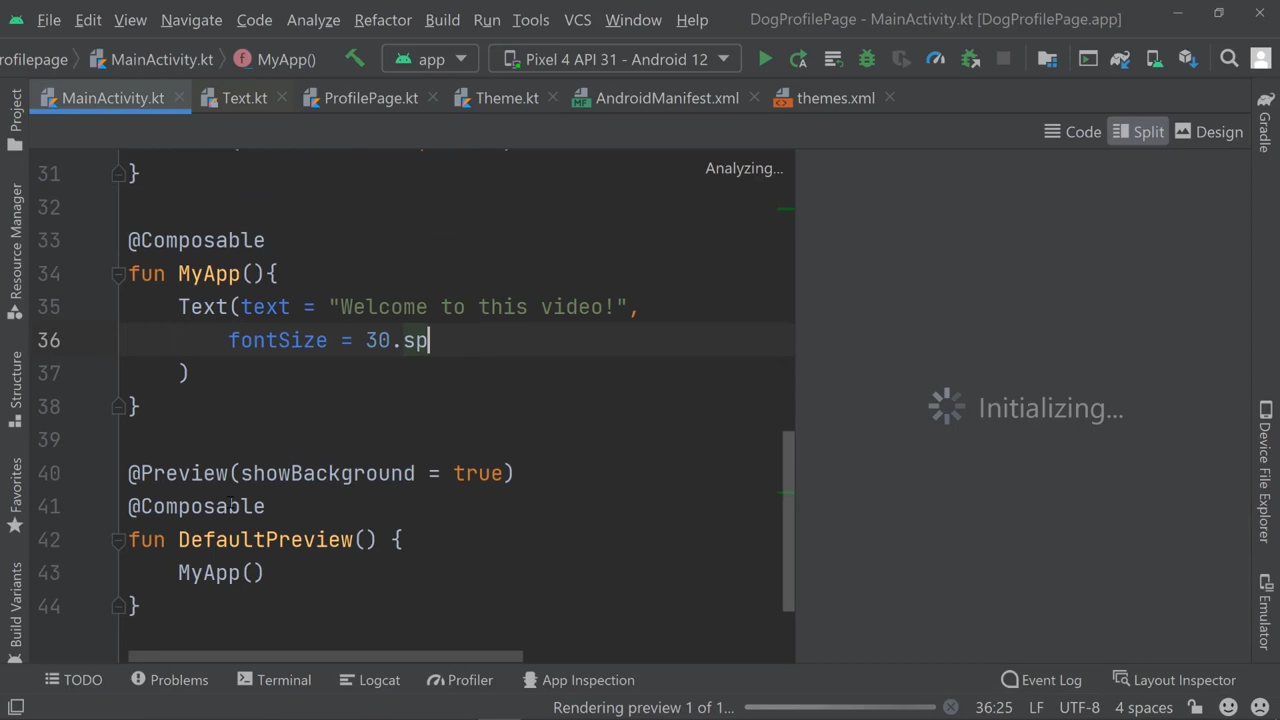 File Edit View Navigate Code Analyze Refactor Build Run Tools VCS Window Help DogProfilePage - MainActivity.kt [DogProfilePage.app]
rofilepage MainActivity.kt MyApp() app Pixel 4 API 31 - Android 12
MainActivity.kt Text.kt ProfilePage.kt Theme.kt AndroidManifest.xml themes.xml
Code Split Design
Analyzing...
31 }
32
33 @Composable
34 fun MyApp(){
35 Text(text = "Welcome to this video!",
36 fontSize = 30.sp
37 )
38 }
39
40 @Preview(showBackground = true)
41 @Composable
42 fun DefaultPreview() {
43 MyApp()
44 }
Initializing...
Project
Resource Manager
Structure
Favorites
Build Variants
Gradle
Device File Explorer
Emulator
TODO Problems Terminal Logcat Profiler App Inspection Event Log Layout Inspector
Rendering preview 1 of 1... 36:25 LF UTF-8 4 spaces